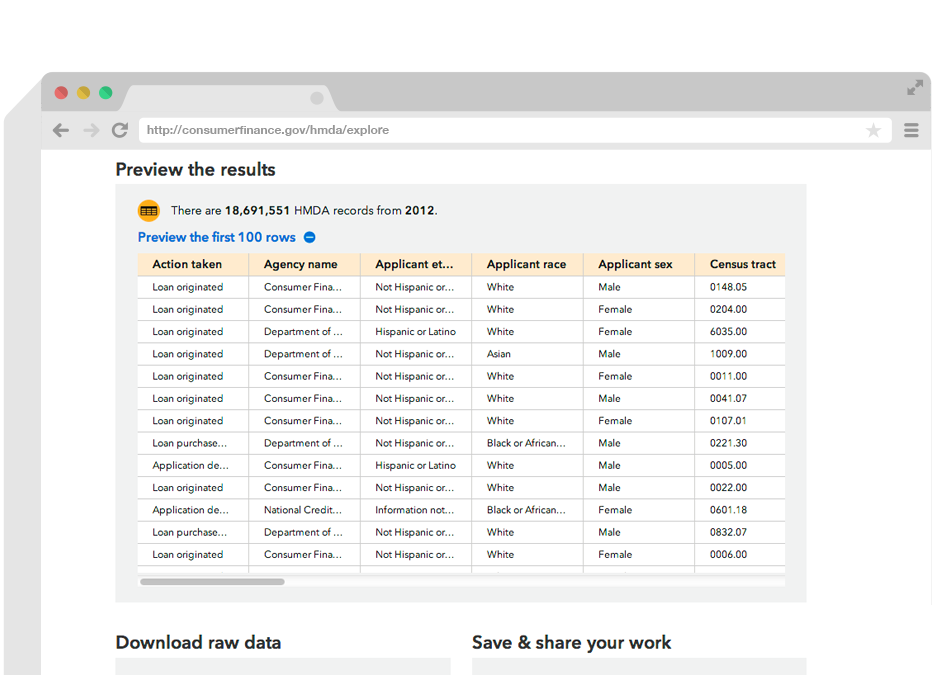 http://consumerfinance.gov/hmda/explore
Preview the results
There are 18,691,551 HMDA records from 2012.
Preview the first 100 rows
Action taken Agency name Applicant et... Applicant race Applicant sex Census tract
Loan originated Consumer Fina... Not Hispanic or... White Male 0148.05
Loan originated Consumer Fina... Not Hispanic or... White Female 0204.00
Loan originated Department of ... Hispanic or Latino White Female 6035.00
Loan originated Department of ... Not Hispanic or... Asian Male 1009.00
Loan originated Consumer Fina... Not Hispanic or... White Female 0011.00
Loan originated Consumer Fina... Not Hispanic or... White Male 0041.07
Loan originated Consumer Fina... Not Hispanic or... White Female 0107.01
Loan purchase... Department of ... Not Hispanic or... Black or African... Male 0221.30
Application de... Consumer Fina... Hispanic or Latino White Male 0005.00
Loan originated Consumer Fina... Not Hispanic or... White Male 0022.00
Application de... National Credit... Information not... Black or African... Female 0601.18
Loan purchase... Department of ... Not Hispanic or... White Male 0832.07
Loan originated Consumer Fina... Not Hispanic or... White Female 0006.00
Download raw data
Save & share your work